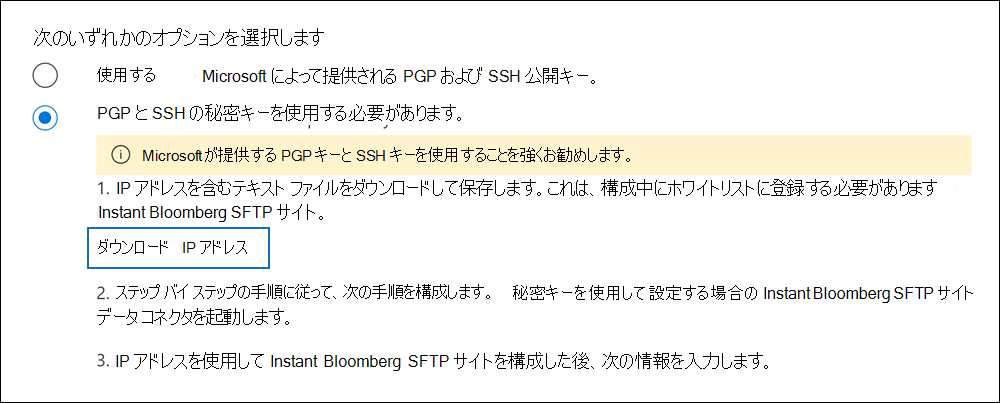 次のいずれかのオプションを選択します
使用する Microsoft によって提供される PGP および SSH 公開キー。
PGP と SSH の秘密キーを使用する必要があります。
Microsoft が提供する PGP キーと SSH キーを使用することを強くお勧めします。
1. IP アドレスを含むテキスト ファイルをダウンロードして保存します。これは、構成中にホワイトリストに登録する必要があります
Instant Bloomberg SFTP サイト。
ダウンロード IP アドレス
2. ステップ バイ ステップの手順に従って、次の手順を構成します。 秘密キーを使用して設定する場合の Instant Bloomberg SFTP サイト
データ コネクタを起動します。
3. IP アドレスを使用して Instant Bloomberg SFTP サイトを構成した後、次の情報を入力します。